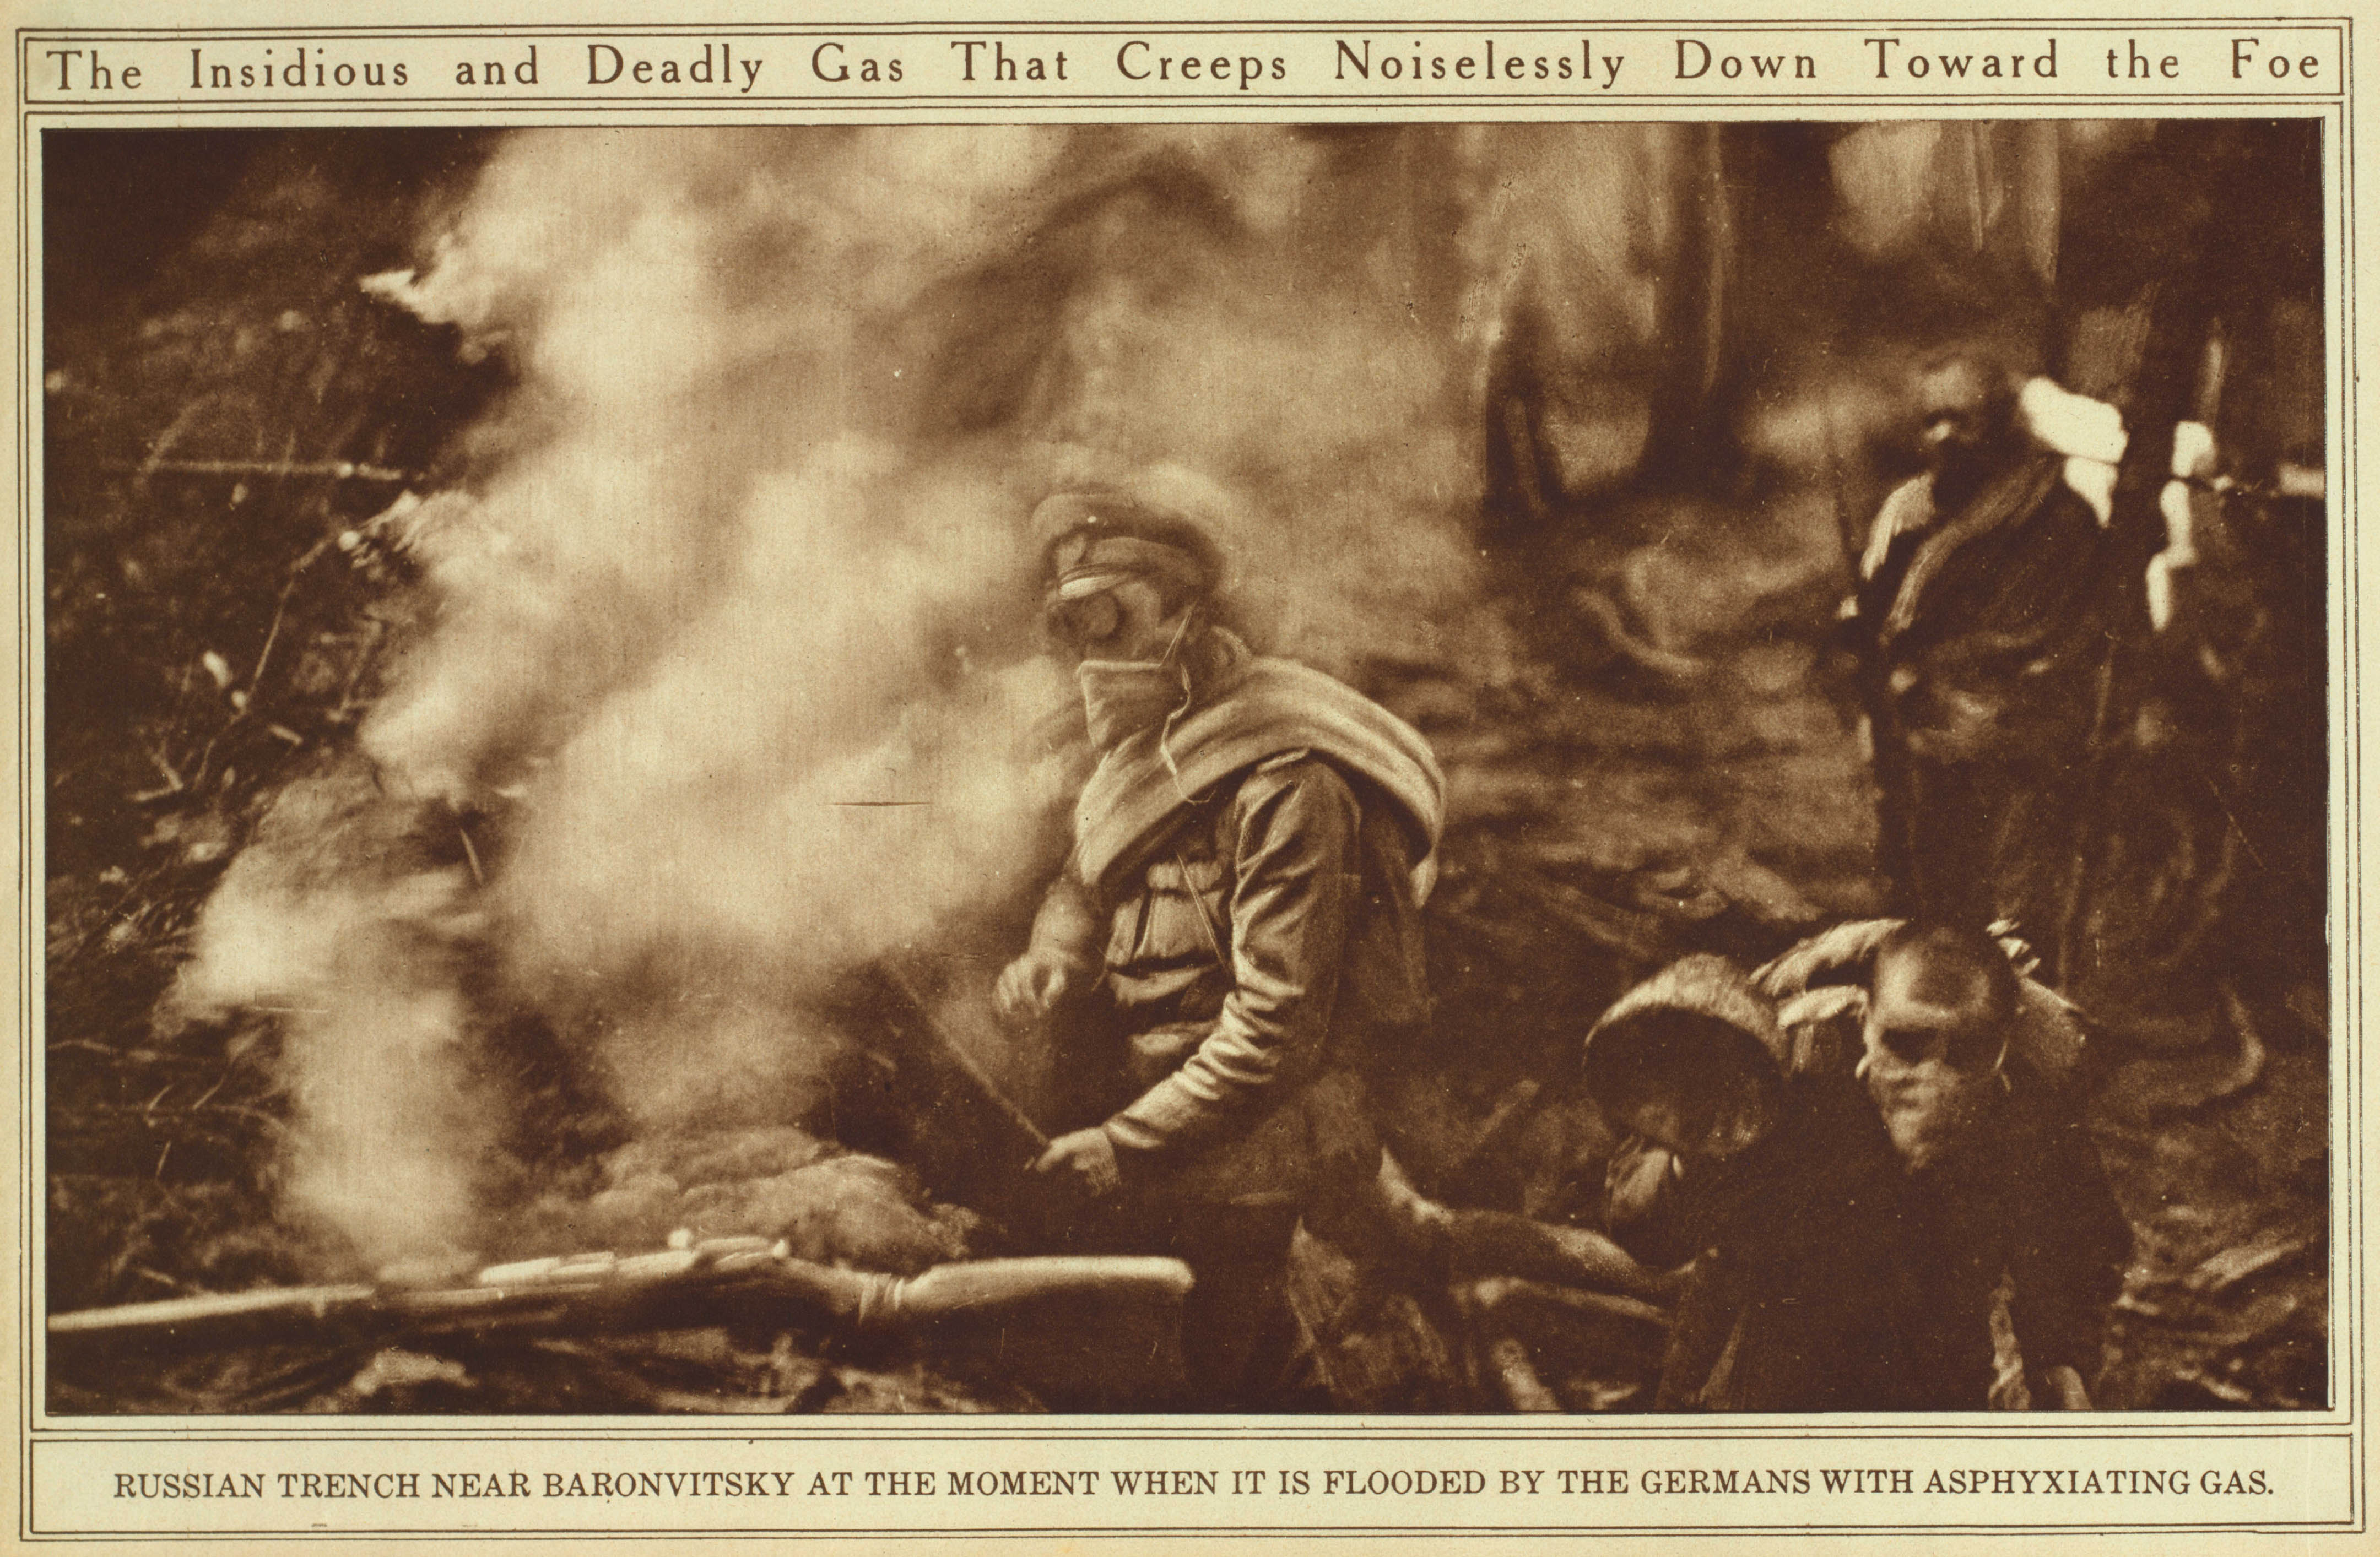 The Insidious and Deadly Gas That Creeps Noiselessly Down Toward the Foe
RUSSIAN TRENCH NEAR BARONVITSKY AT THE MOMENT WHEN IT IS FLOODED BY THE GERMANS WITH ASPHYXIATING GAS.